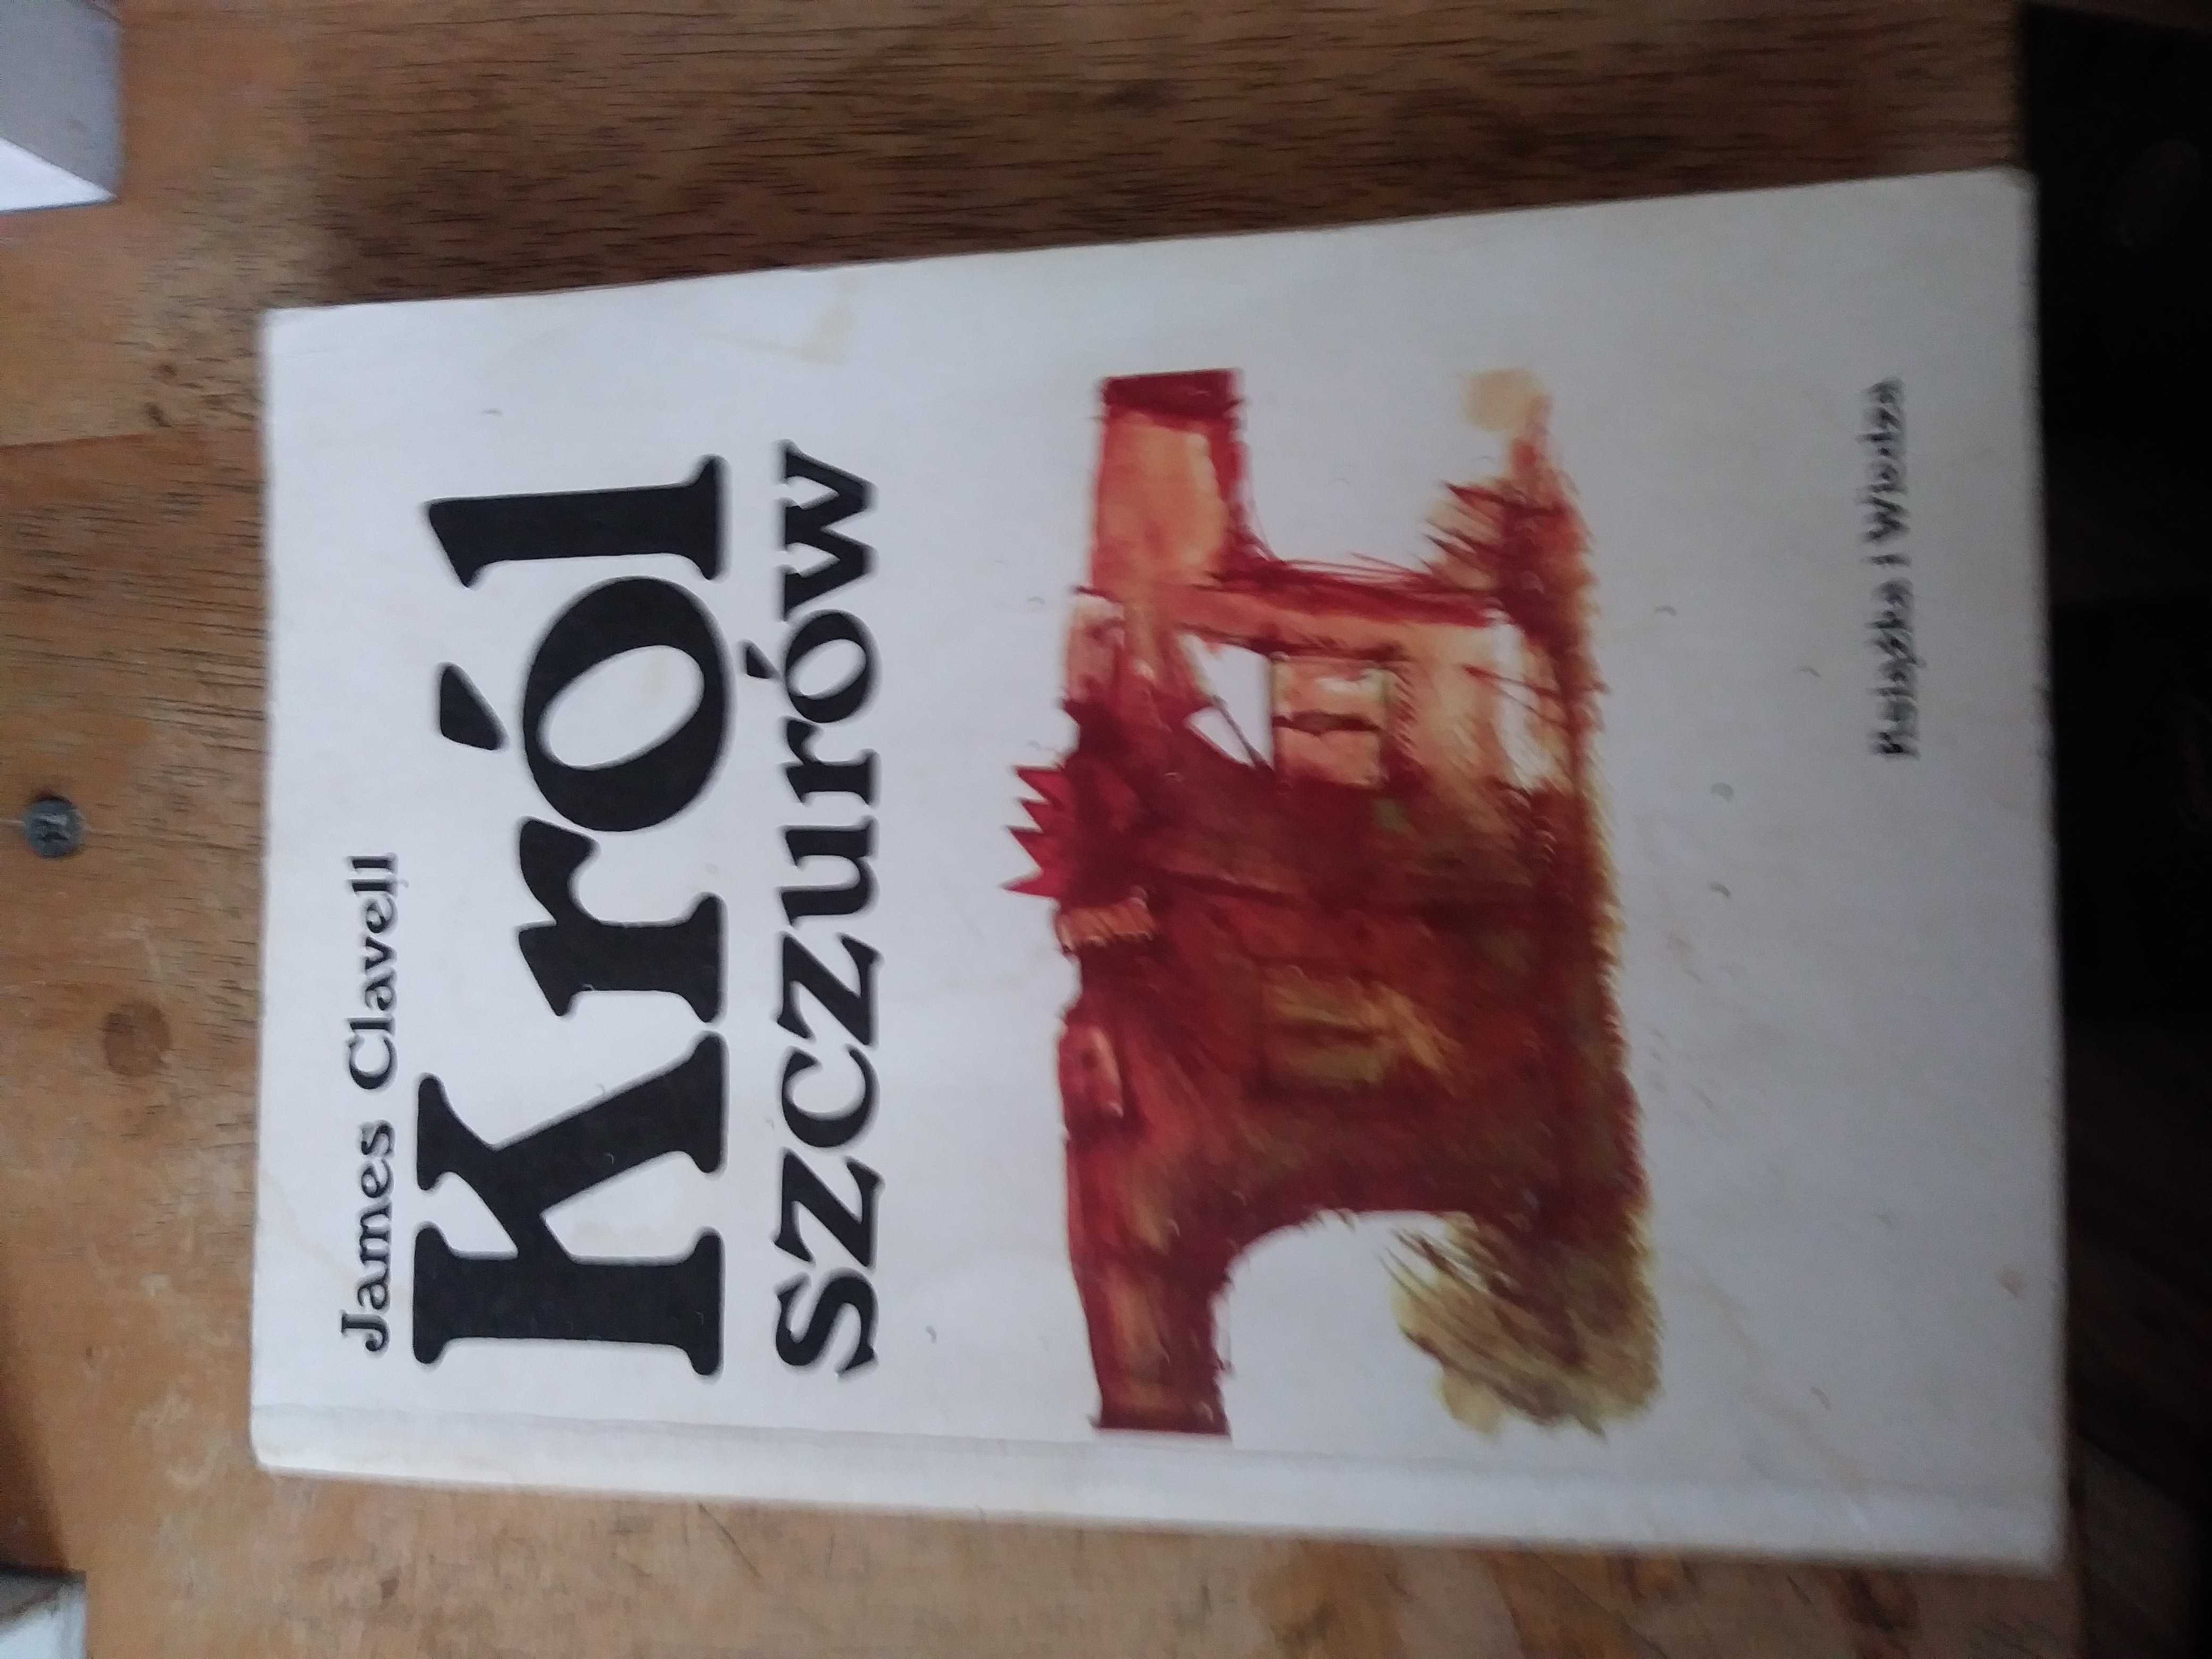 James Clavell
Król
szczurów
Książka i Wiedza